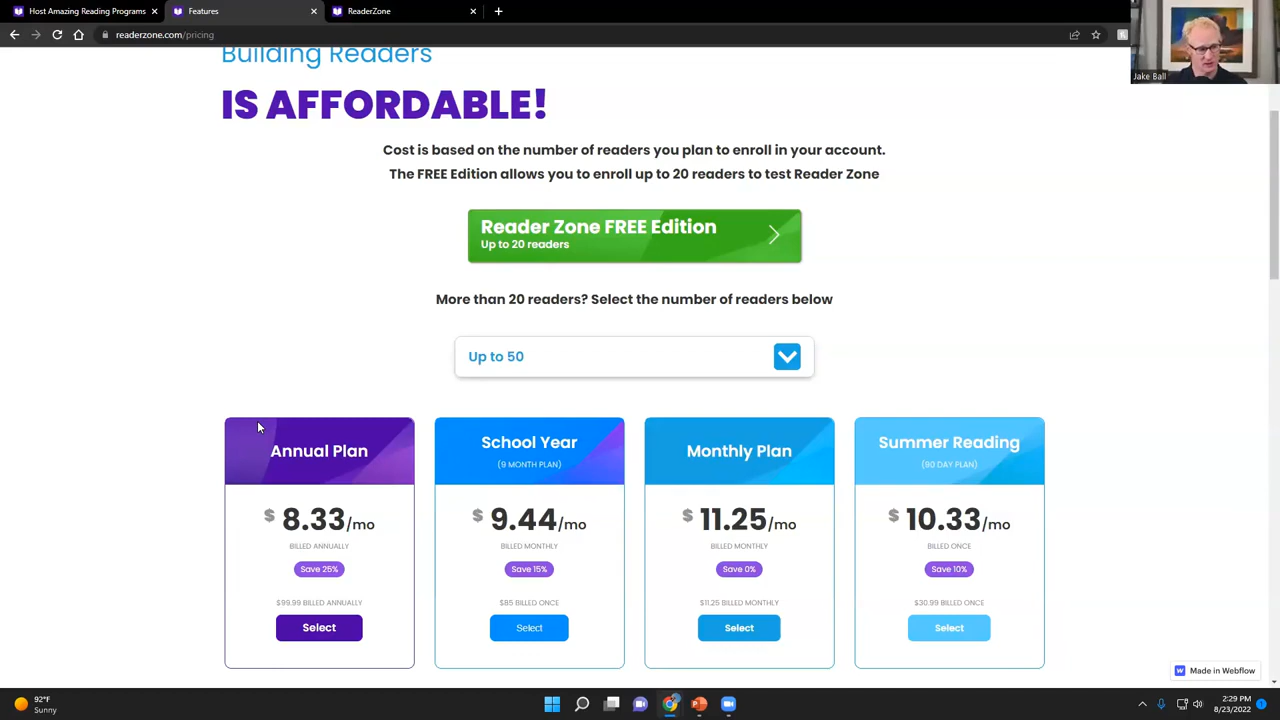 Host Amazing Reading Programs
Features
ReaderZone
readerzone.com/pricing
Jake Ball
Building Readers
IS AFFORDABLE!
Cost is based on the number of readers you plan to enroll in your account.
The FREE Edition allows you to enroll up to 20 readers to test Reader Zone
Reader Zone FREE Edition
Up to 20 readers
More than 20 readers? Select the number of readers below
Up to 50
Annual Plan
$ 8.33/mo
BILLED ANNUALLY
Save 25%
$99.99 BILLED ANNUALLY
Select
School Year
(9 MONTH PLAN)
$ 9.44/mo
BILLED MONTHLY
Save 15%
$85 BILLED ONCE
Select
Monthly Plan
$ 11.25/mo
BILLED MONTHLY
Save 0%
$11.25 BILLED MONTHLY
Select
Summer Reading
(90 DAY PLAN)
$ 10.33/mo
BILLED ONCE
Save 10%
$30.99 BILLED ONCE
Select
Made in Webflow
92°F
Sunny
2:29 PM
8/23/2022